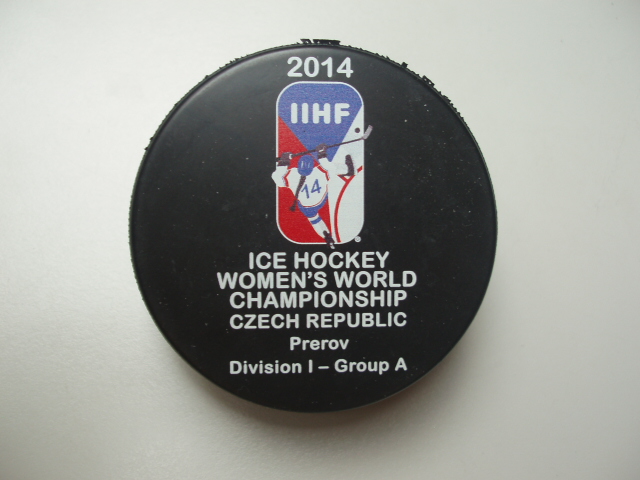 2014
IIHF
14
ICE HOCKEY
WOMEN'S WORLD
CHAMPIONSHIP
CZECH REPUBLIC
Prerov
Division I – Group A